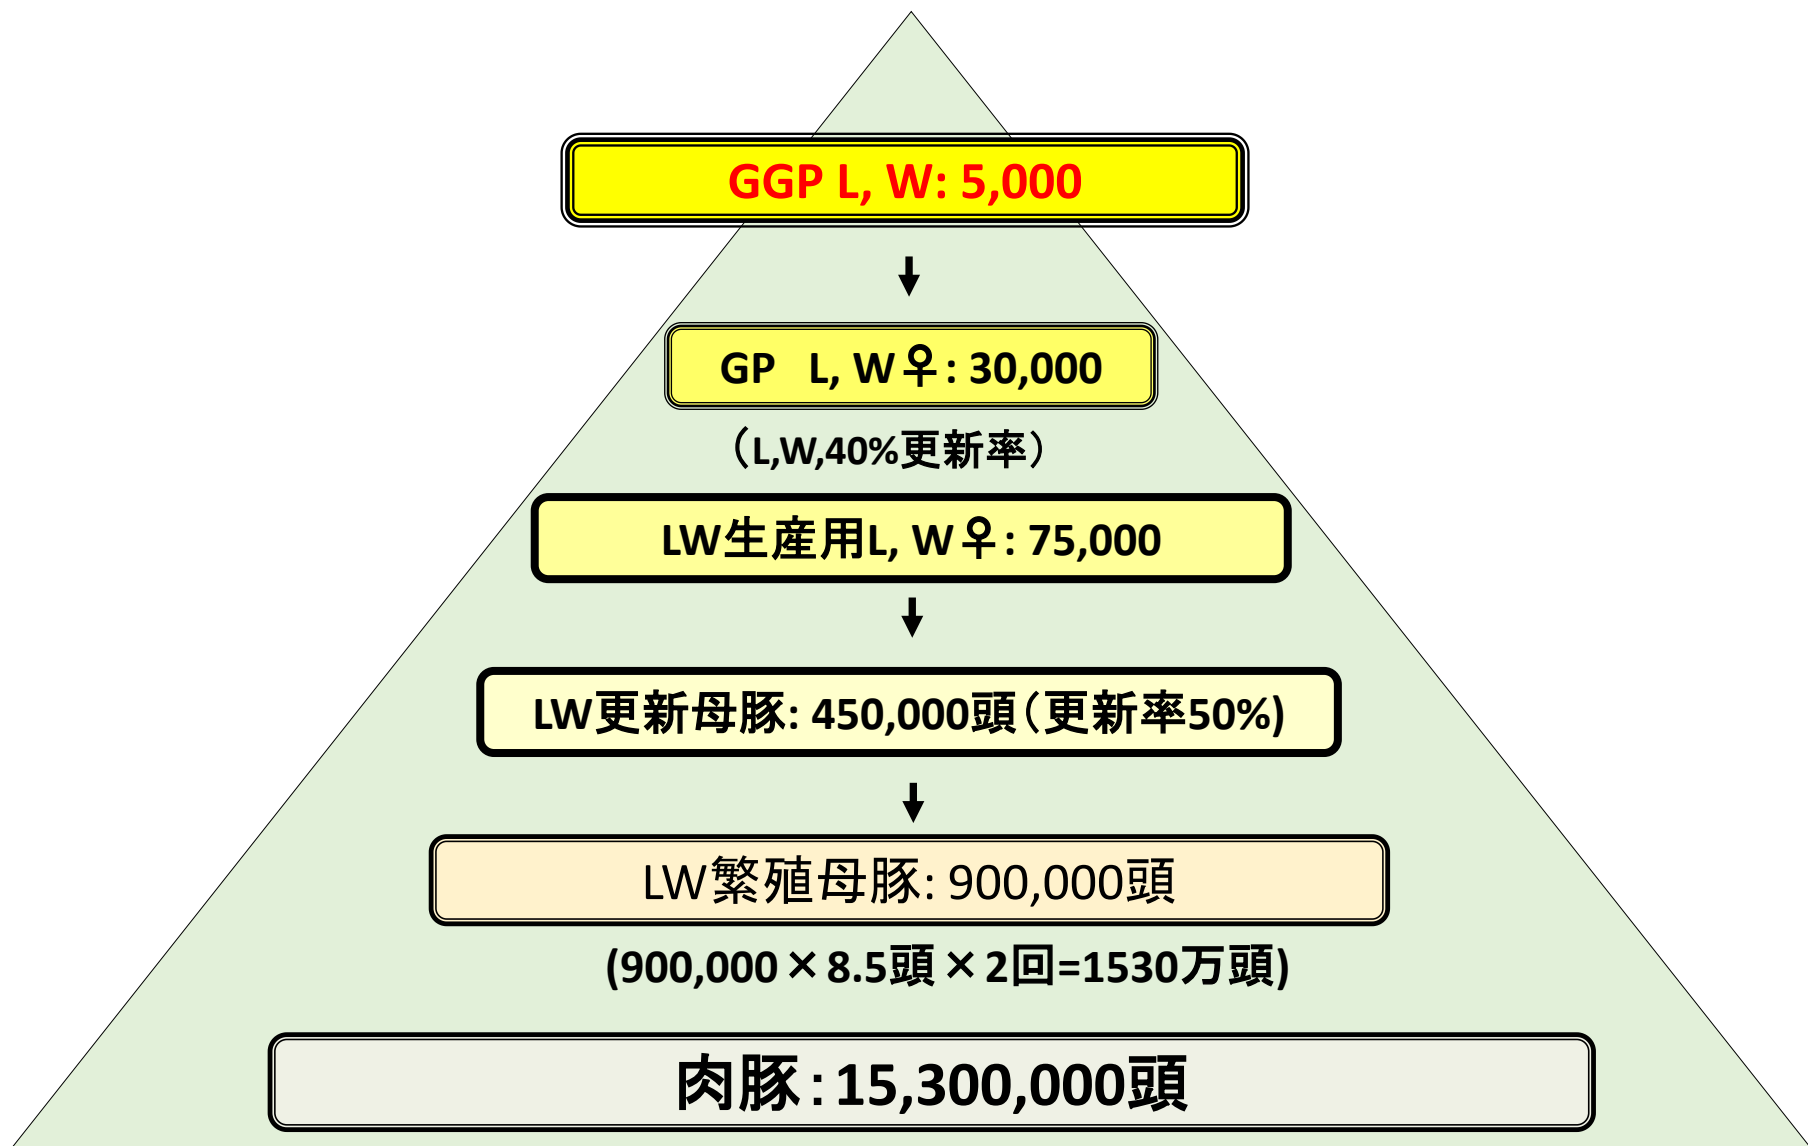 GGP L, W: 5,000
GP L, W♀: 30,000
（L,W,40%更新率）
LW生産用L, W♀: 75,000
LW更新母豚: 450,000頭（更新率50%)
LW繁殖母豚: 900,000頭
(900,000×8.5頭×2回=1530万頭)
肉豚：15,300,000頭